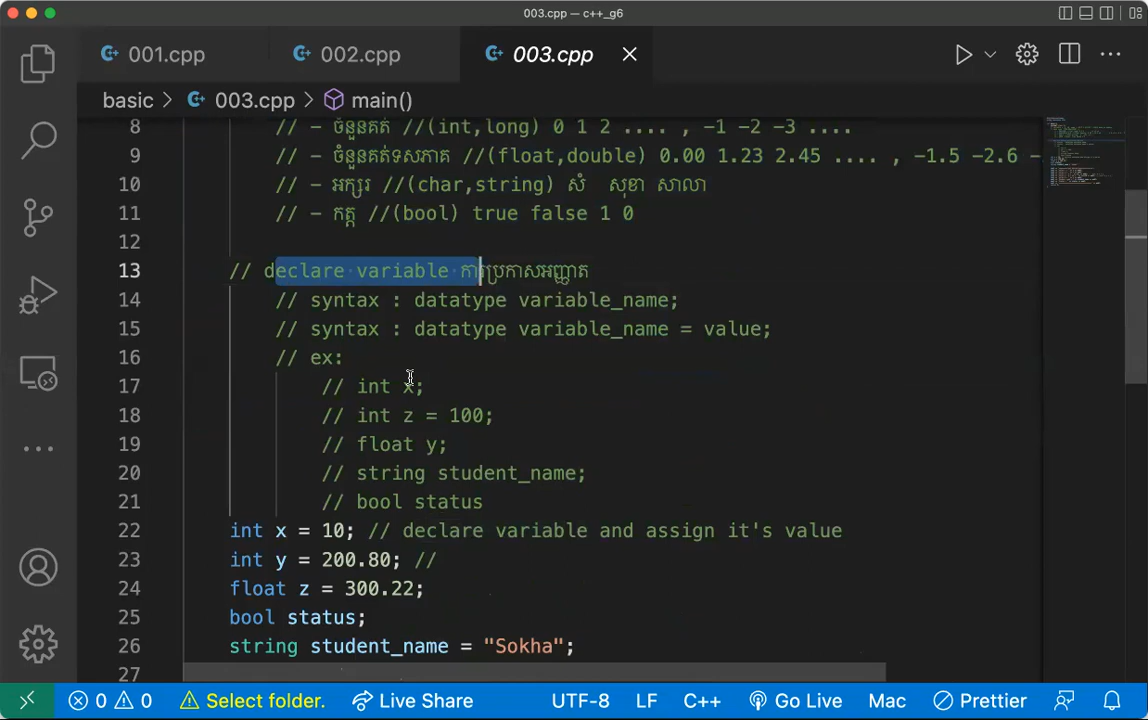 003.cpp — c++_g6
001.cpp
002.cpp
003.cpp
basic > 003.cpp > main()
8 // – ចំនួនគត់ //(int,long) 0 1 2 .... , -1 -2 -3 ....
9 // – ចំនួនគត់ទសភាគ //(float,double) 0.00 1.23 2.45 .... , -1.5 -2.6 -
10 // – អក្សរ //(char,string) សំ សុខា សាលា
11 // – កត្ត //(bool) true false 1 0
12
13 // declare variable ការប្រកាសអញ្ញាត
14 // syntax : datatype variable_name;
15 // syntax : datatype variable_name = value;
16 // ex:
17 // int x;
18 // int z = 100;
19 // float y;
20 // string student_name;
21 // bool status
22 int x = 10; // declare variable and assign it's value
23 int y = 200.80; //
24 float z = 300.22;
25 bool status;
26 string student_name = "Sokha";
27
0 0 Select folder. Live Share UTF-8 LF C++ Go Live Mac Prettier